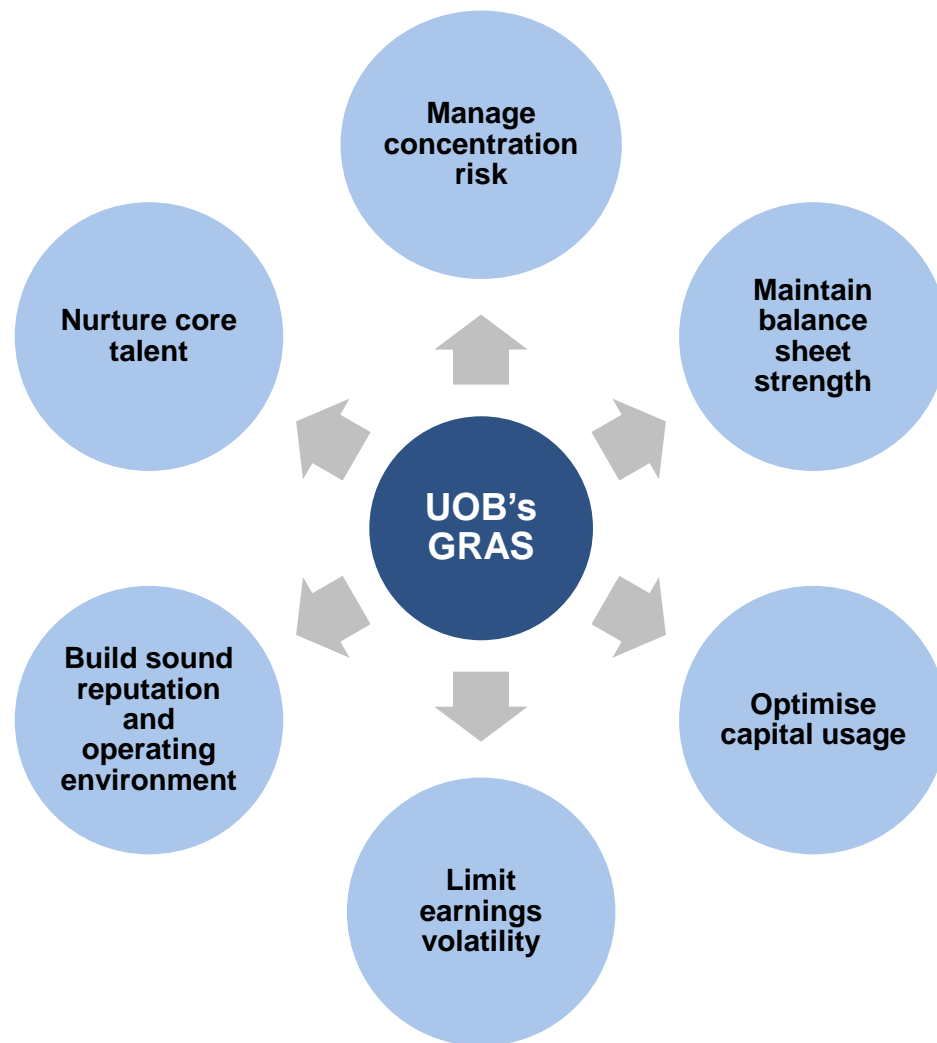 Manage
concentration
risk
Maintain
balance
sheet
strength
Optimise
capital usage
Limit
earnings
volatility
Build sound
reputation
and
operating
environment
Nurture core
talent
UOB’s
GRAS